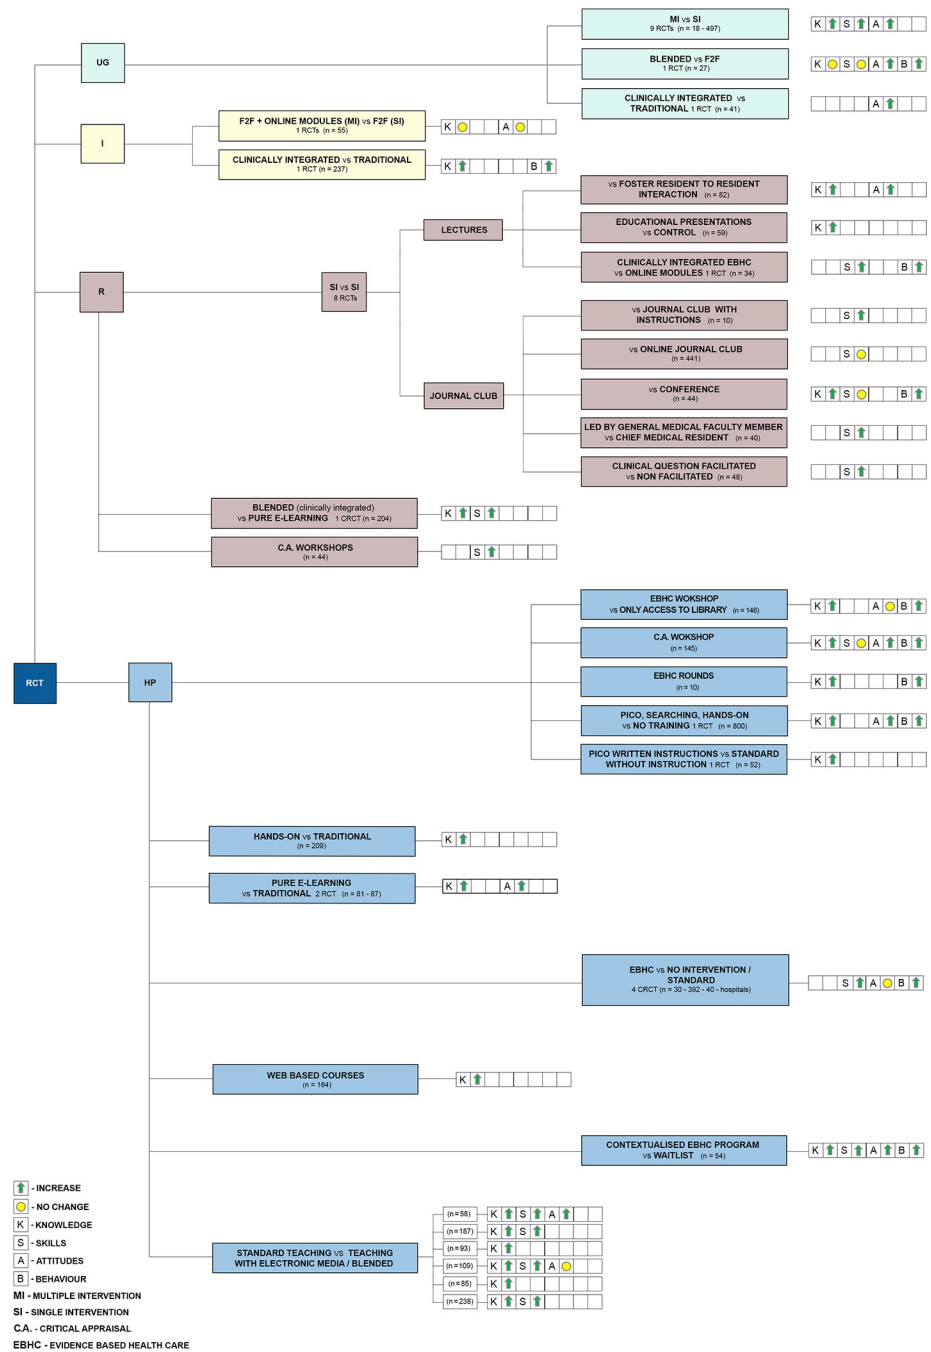 MI vs SI
9 RCTs (n = 18 - 497)
K S A
UG
BLENDED vs F2F
1 RCT (n = 27)
K S A B
CLINICALLY INTEGRATED vs
TRADITIONAL 1 RCT (n = 41)
A
F2F + ONLINE MODULES (MI) vs F2F (SI)
1 RCTs (n = 55)
K A
I
CLINICALLY INTEGRATED vs TRADITIONAL
1 RCT (n = 237)
K B
vs FOSTER RESIDENT TO RESIDENT
INTERACTION (n = 82)
K A
LECTURES
EDUCATIONAL PRESENTATIONS
vs CONTROL (n = 59)
K
CLINICALLY INTEGRATED EBHC
vs ONLINE MODULES 1 RCT (n = 34)
S B
R
SI vs SI
8 RCTs
vs JOURNAL CLUB WITH
INSTRUCTIONS (n = 10)
S
vs ONLINE JOURNAL CLUB
(n = 441)
S
JOURNAL CLUB
vs CONFERENCE
(n = 44)
K S B
LED BY GENERAL MEDICAL FACULTY MEMBER
vs CHIEF MEDICAL RESIDENT (n = 40)
S
CLINICAL QUESTION FACILITATED
vs NON FACILITATED (n = 48)
S
BLENDED (clinically integrated)
vs PURE E-LEARNING 1 CRCT (n = 204)
K S
C.A. WORKSHOPS
(n = 44)
S
EBHC WOKSHOP
vs ONLY ACCESS TO LIBRARY (n = 148)
K A B
C.A. WOKSHOP
(n = 145)
K S A B
RCT
HP
EBHC ROUNDS
(n = 10)
K B
PICO, SEARCHING, HANDS-ON
vs NO TRAINING 1 RCT (n = 800)
K A B
PICO WRITTEN INSTRUCTIONS vs STANDARD
WITHOUT INSTRUCTION 1 RCT (n = 52)
K
HANDS-ON vs TRADITIONAL
(n = 209)
K
PURE E-LEARNING
vs TRADITIONAL 2 RCT (n = 81 - 87)
K A
EBHC vs NO INTERVENTION /
STANDARD
4 CRCT (n = 30 - 392 - 40 - hospitals)
S A B
WEB BASED COURSES
(n = 164)
K
CONTEXTUALISED EBHC PROGRAM
vs WAITLIST (n = 54)
K S A B
STANDARD TEACHING vs TEACHING
WITH ELECTRONIC MEDIA / BLENDED
(n = 58) K S A
(n = 187) K S
(n = 93) K
(n = 109) K S A
(n = 85) K
(n = 238) K S
- INCREASE
- NO CHANGE
K - KNOWLEDGE
S - SKILLS
A - ATTITUDES
B - BEHAVIOUR
MI - MULTIPLE INTERVENTION
SI - SINGLE INTERVENTION
C.A. - CRITICAL APPRAISAL
EBHC - EVIDENCE BASED HEALTH CARE